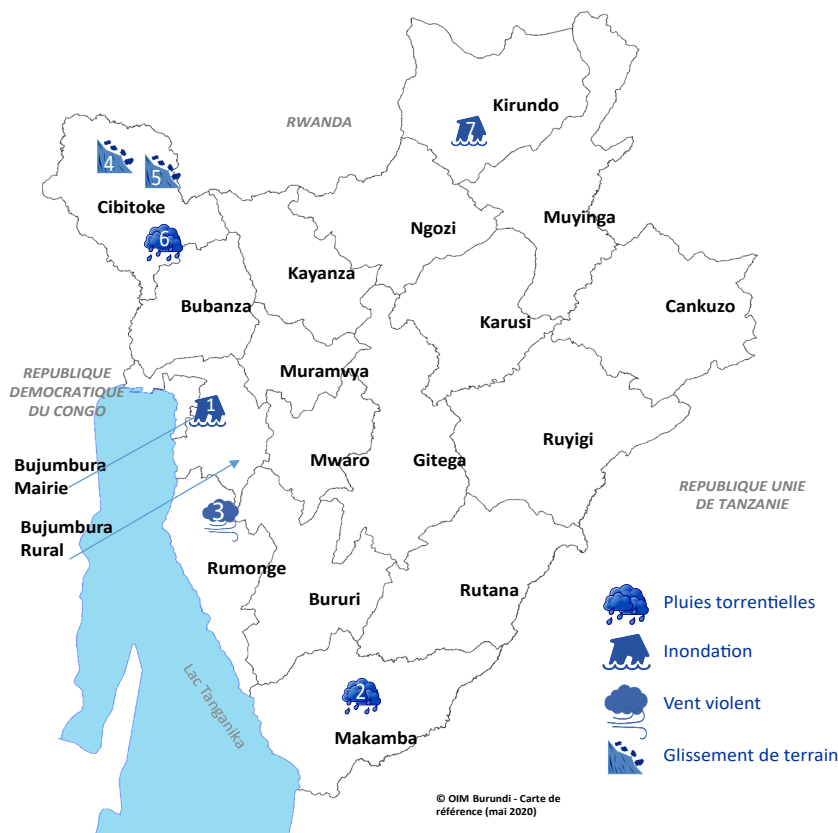 Kirundo
7
RWANDA
4
5
Cibitoke
Ngozi
Muyinga
6
Kayanza
Bubanza
Karusi
Cankuzo
REPUBLIQUE
DEMOCRATIQUE
DU CONGO
Muramvya
1
Bujumbura
Mairie
Mwaro
Gitega
Ruyigi
REPUBLIQUE UNIE
DE TANZANIE
Bujumbura
Rural
3
Rumonge
Bururi
Rutana
Lac Tanganika
2
Makamba
Pluies torrentielles
Inondation
Vent violent
Glissement de terrain
© OIM Burundi - Carte de
référence (mai 2020)